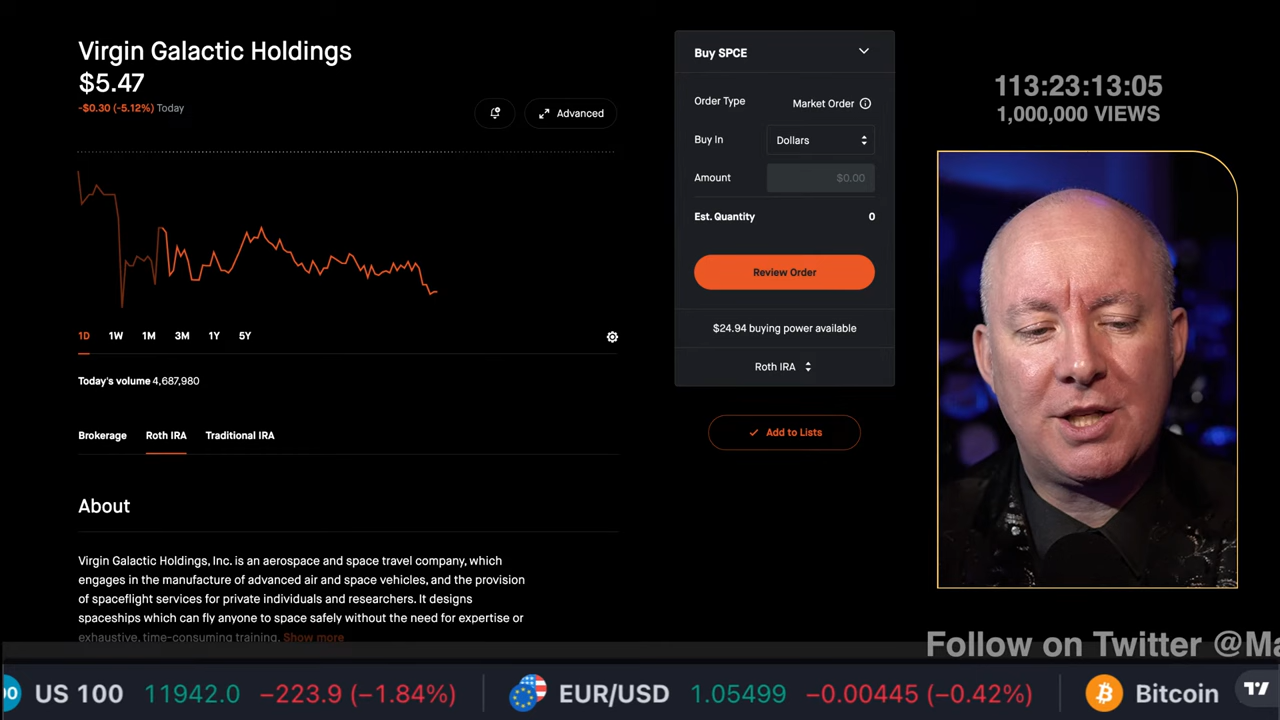 Virgin Galactic Holdings
$5.47
-$0.30 (-5.12%) Today
Advanced
1D 1W 1M 3M 1Y 5Y
Today's volume 4,687,980
Brokerage Roth IRA Traditional IRA
About
Virgin Galactic Holdings, Inc. is an aerospace and space travel company, which
engages in the manufacture of advanced air and space vehicles, and the provision
of spaceflight services for private individuals and researchers. It designs
spaceships which can fly anyone to space safely without the need for expertise or
exhaustive, time-consuming training. Show more
Buy SPCE
Order Type Market Order
Buy In Dollars
Amount $0.00
Est. Quantity 0
Review Order
$24.94 buying power available
Roth IRA
Add to Lists
113:23:13:05
1,000,000 VIEWS
Follow on Twitter @Ma
US 100 11942.0 −223.9 (−1.84%) EUR/USD 1.05499 −0.00445 (−0.42%) Bitcoin